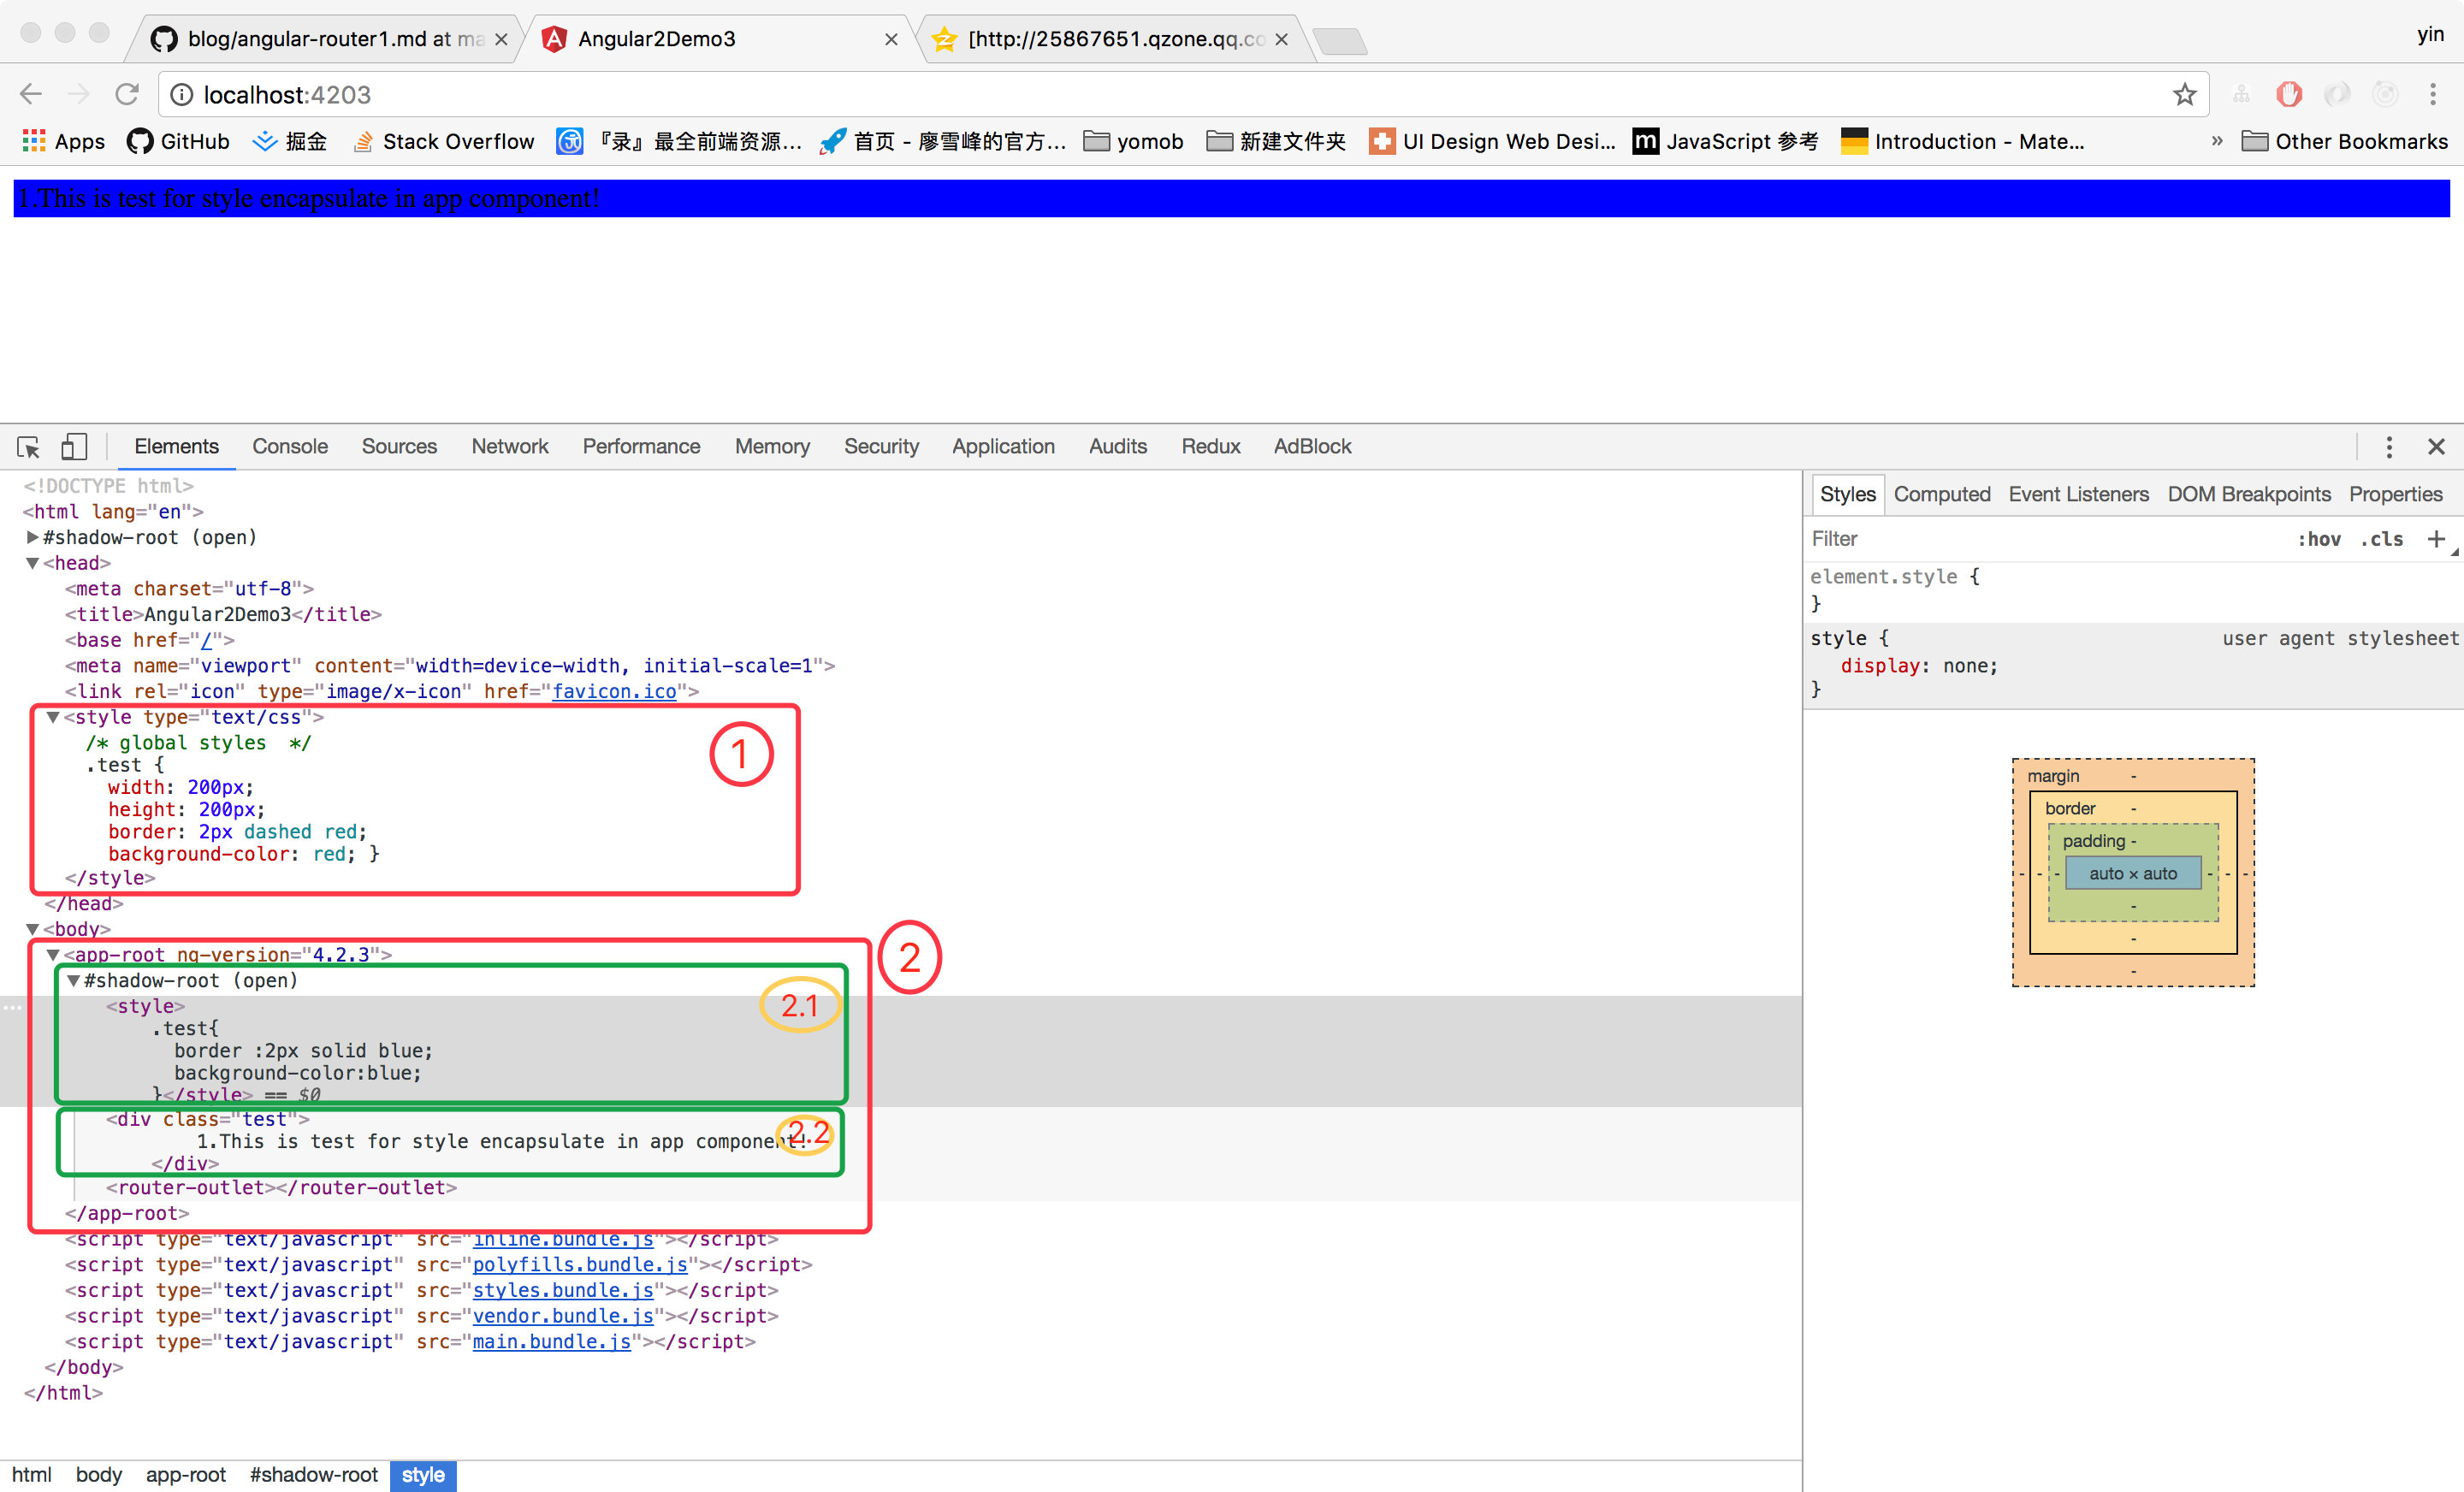 blog/angular-router1.md at ma
Angular2Demo3
[http://25867651.qzone.qq.co
yin
localhost:4203
Apps
GitHub
掘金
Stack Overflow
『录』最全前端资源...
首页 - 廖雪峰的官方...
yomob
新建文件夹
UI Design Web Desi...
JavaScript 参考
Introduction - Mate...
»
Other Bookmarks
1.This is test for style encapsulate in app component!
Elements
Console
Sources
Network
Performance
Memory
Security
Application
Audits
Redux
AdBlock
<!DOCTYPE html>
<html lang="en">
#shadow-root (open)
<head>
<meta charset="utf-8">
<title>Angular2Demo3</title>
<base href="/">
<meta name="viewport" content="width=device-width, initial-scale=1">
<link rel="icon" type="image/x-icon" href="favicon.ico">
<style type="text/css">
/* global styles  */
.test {
width: 200px;
height: 200px;
border: 2px dashed red;
background-color: red; }
</style>
1
</head>
<body>
<app-root ng-version="4.2.3">
2
#shadow-root (open)
2.1
<style>
.test{
border :2px solid blue;
background-color:blue;
}</style> == $0
<div class="test">
1.This is test for style encapsulate in app component!
2.2
</div>
<router-outlet></router-outlet>
</app-root>
<script type="text/javascript" src="inline.bundle.js"></script>
<script type="text/javascript" src="polyfills.bundle.js"></script>
<script type="text/javascript" src="styles.bundle.js"></script>
<script type="text/javascript" src="vendor.bundle.js"></script>
<script type="text/javascript" src="main.bundle.js"></script>
</body>
</html>
html
body
app-root
#shadow-root
style
Styles
Computed
Event Listeners
DOM Breakpoints
Properties
Filter
:hov
.cls
+
element.style {
}
style {
user agent stylesheet
display: none;
}
margin -
border -
padding -
- - - auto × auto - - -
-
-
-